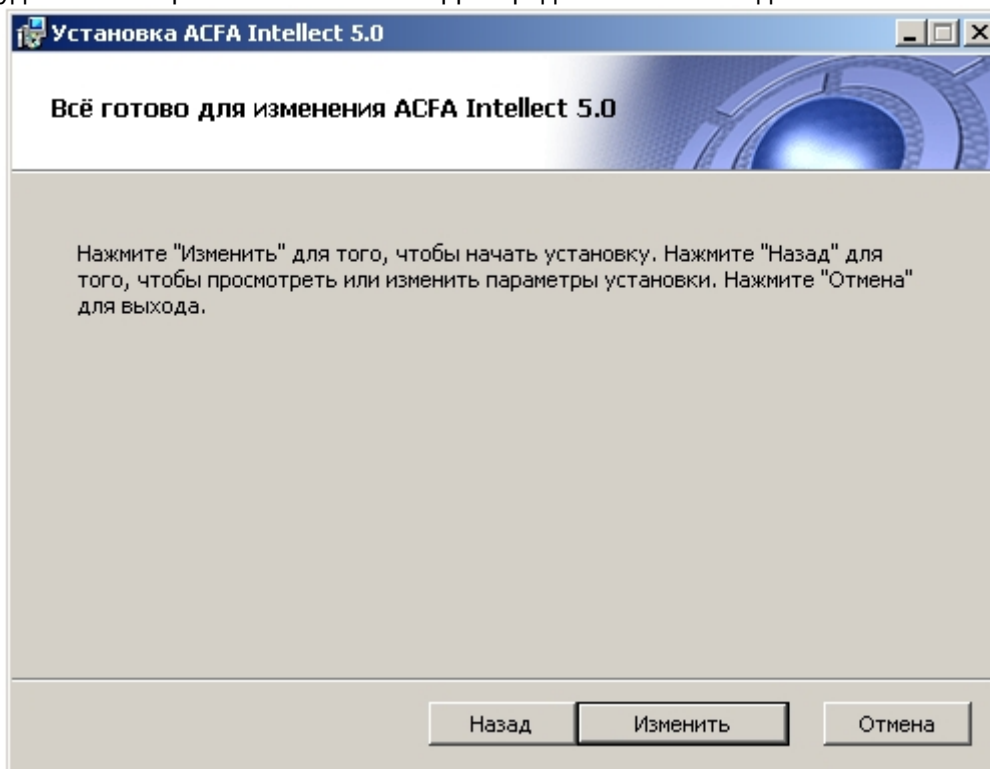 Установка ACFA Intellect 5.0
Всё готово для изменения ACFA Intellect 5.0
Нажмите "Изменить" для того, чтобы начать установку. Нажмите "Назад" для
того, чтобы просмотреть или изменить параметры установки. Нажмите "Отмена"
для выхода.
Назад
Изменить
Отмена